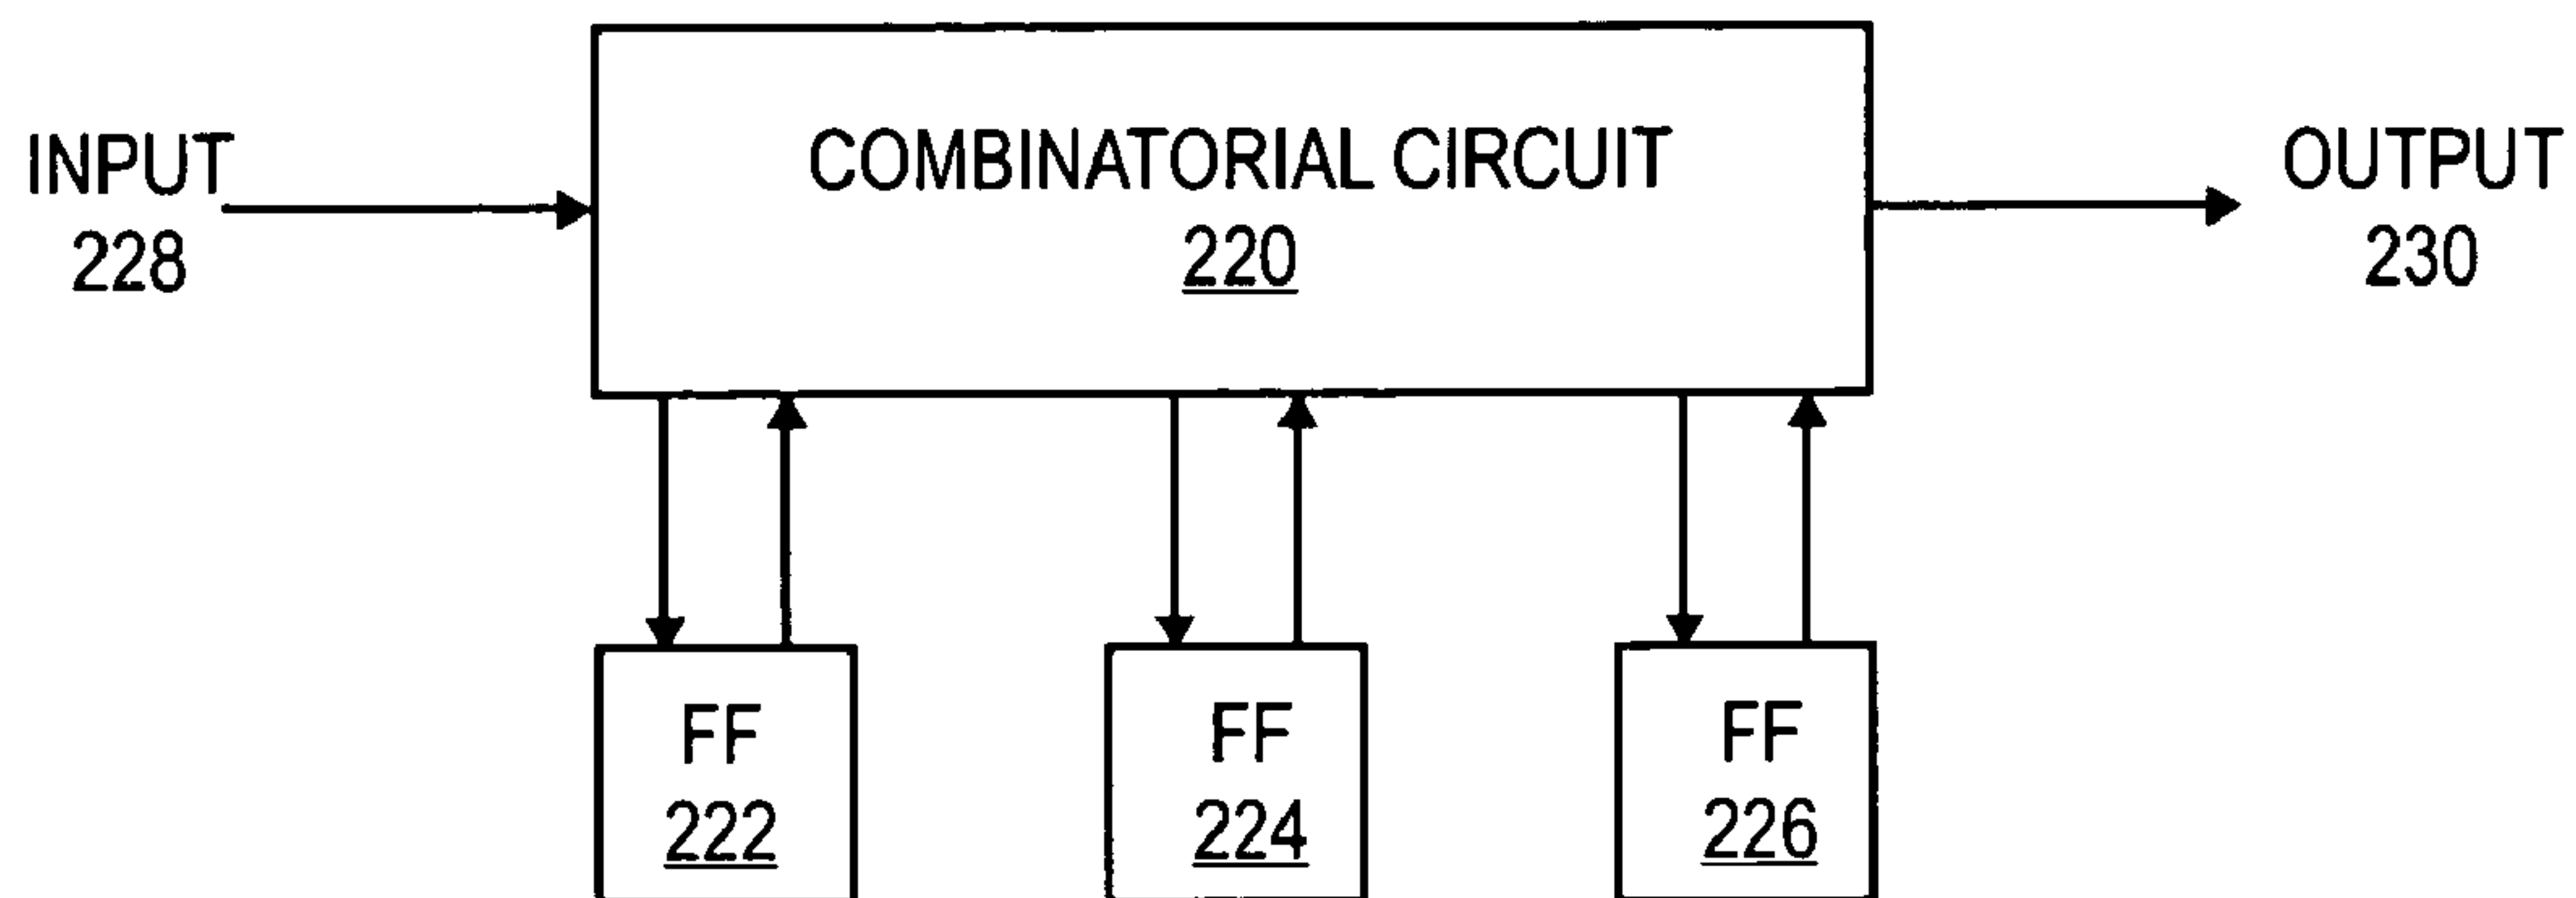 INPUT
228
COMBINATORIAL CIRCUIT
220
OUTPUT
230
FF
222
FF
224
FF
226